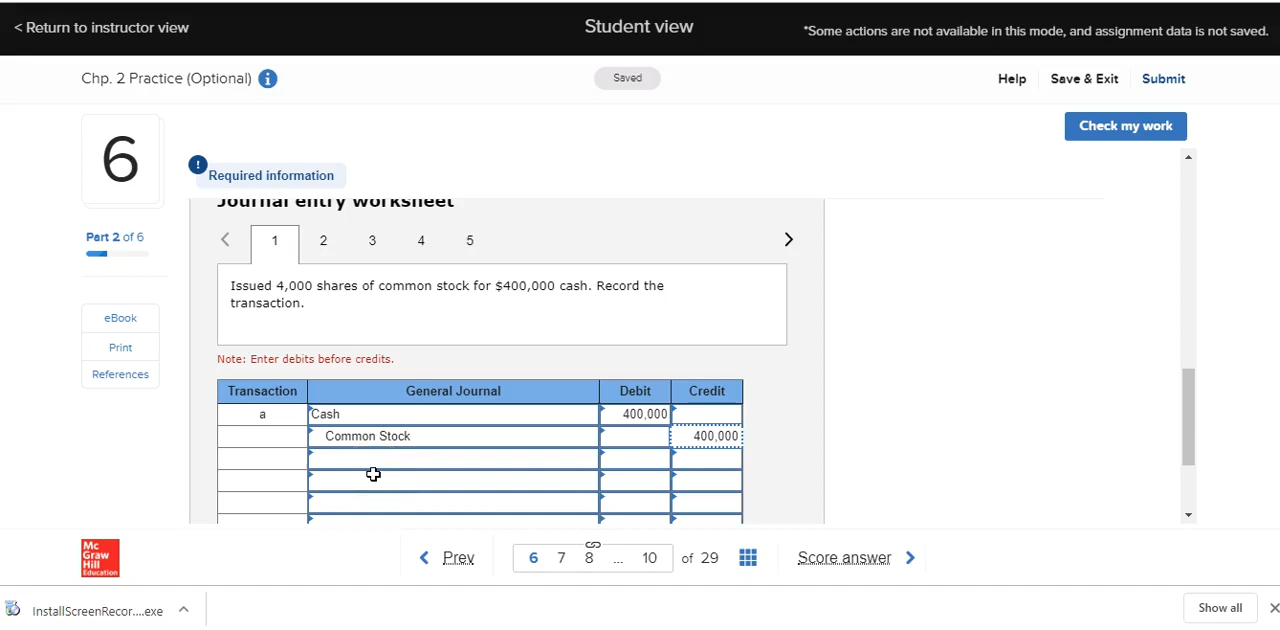 < Return to instructor view
Student view
*Some actions are not available in this mode, and assignment data is not saved.
Chp. 2 Practice (Optional) i
Saved
Help
Save & Exit
Submit
Check my work
6
!
Required information
Part 2 of 6
Journal entry worksheet
< 1 2 3 4 5 >
Issued 4,000 shares of common stock for $400,000 cash. Record the
transaction.
Note: Enter debits before credits.
eBook
Print
References
Transaction General Journal Debit Credit
a Cash 400,000
Common Stock 400,000
Mc
Graw
Hill
Education
< Prev
6 7 8 ... 10 of 29
Score answer >
InstallScreenRecor....exe
Show all